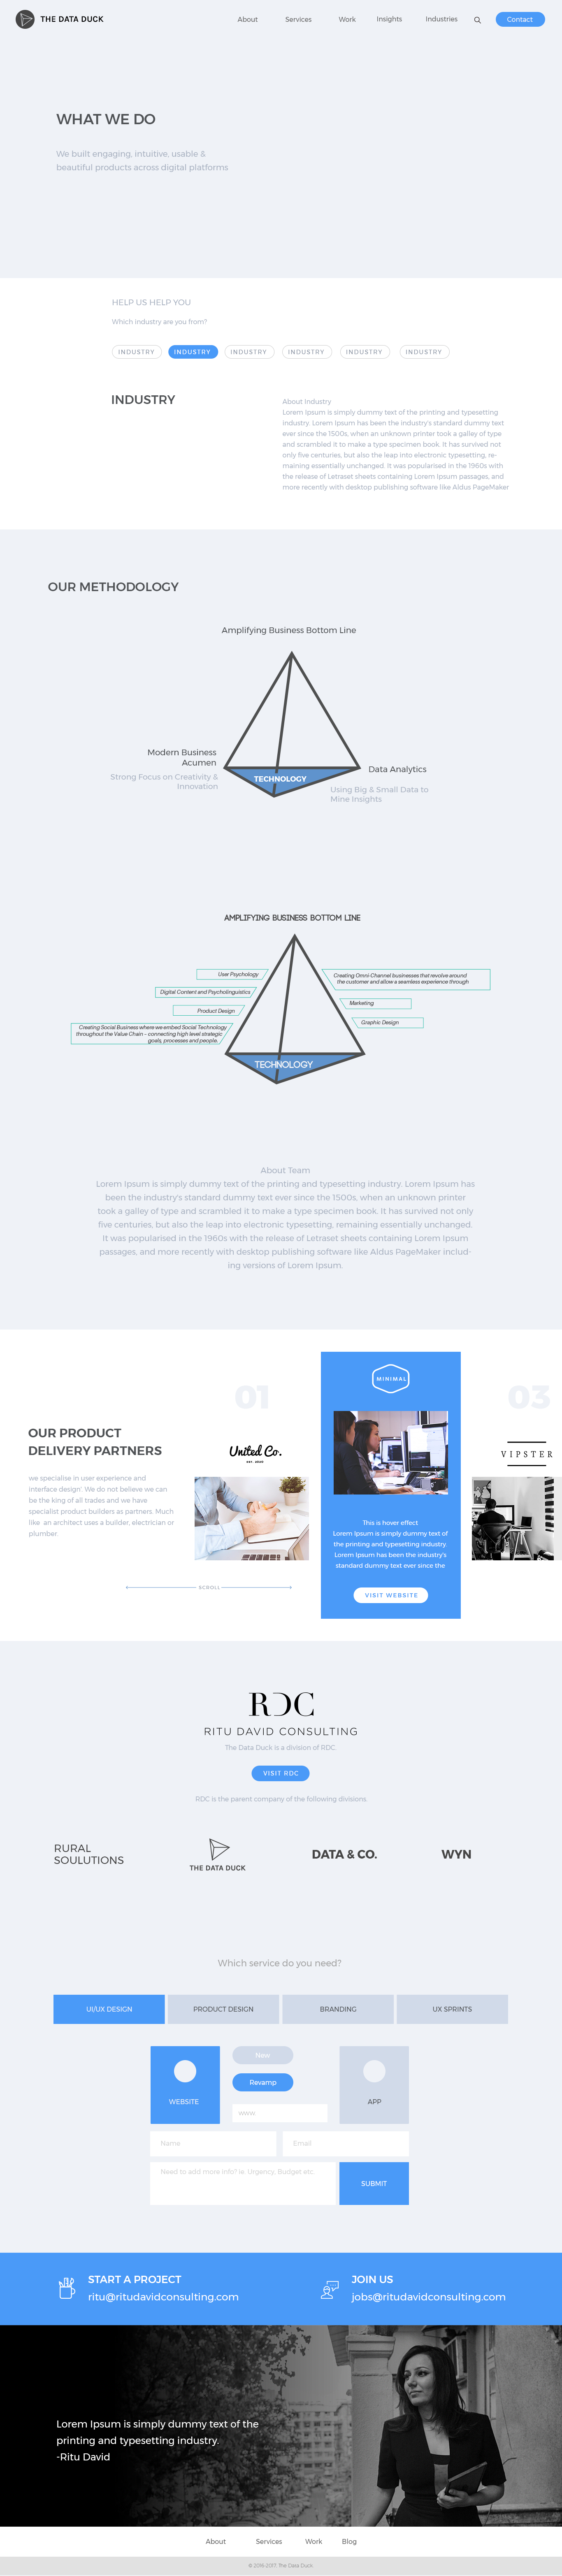 THE DATA DUCK
About
Services
Work
Insights
Industries
Contact
WHAT WE DO
We built engaging, intuitive, usable &
beautiful products across digital platforms
HELP US HELP YOU
Which industry are you from?
INDUSTRY
INDUSTRY
INDUSTRY
INDUSTRY
INDUSTRY
INDUSTRY
INDUSTRY
About Industry
Lorem Ipsum is simply dummy text of the printing and typesetting
industry. Lorem Ipsum has been the industry's standard dummy text
ever since the 1500s, when an unknown printer took a galley of type
and scrambled it to make a type specimen book. It has survived not
only five centuries, but also the leap into electronic typesetting, re-
maining essentially unchanged. It was popularised in the 1960s with
the release of Letraset sheets containing Lorem Ipsum passages, and
more recently with desktop publishing software like Aldus PageMaker
OUR METHODOLOGY
Amplifying Business Bottom Line
Modern Business
Acumen
Strong Focus on Creativity &
Innovation
TECHNOLOGY
Data Analytics
Using Big & Small Data to
Mine Insights
AMPLIFYING BUSINESS BOTTOM LINE
User Psychology
Digital Content and Psycholinguistics
Product Design
Creating Social Business where we embed Social Technology
throughout the Value Chain – connecting high level strategic
goals, processes and people.
Creating Omni-Channel businesses that revolve around
the customer and allow a seamless experience through
Marketing
Graphic Design
TECHNOLOGY
About Team
Lorem Ipsum is simply dummy text of the printing and typesetting industry. Lorem Ipsum has
been the industry's standard dummy text ever since the 1500s, when an unknown printer
took a galley of type and scrambled it to make a type specimen book. It has survived not only
five centuries, but also the leap into electronic typesetting, remaining essentially unchanged.
It was popularised in the 1960s with the release of Letraset sheets containing Lorem Ipsum
passages, and more recently with desktop publishing software like Aldus PageMaker includ-
ing versions of Lorem Ipsum.
OUR PRODUCT
DELIVERY PARTNERS
we specialise in user experience and
interface design'. We do not believe we can
be the king of all trades and we have
specialist product builders as partners. Much
like an architect uses a builder, electrician or
plumber.
SCROLL
01
United Co.
EST. 2010
MINIMAL
This is hover effect
Lorem Ipsum is simply dummy text of
the printing and typesetting industry.
Lorem Ipsum has been the industry's
standard dummy text ever since the
VISIT WEBSITE
03
VIPSTER
RDC
RITU DAVID CONSULTING
The Data Duck is a division of RDC
VISIT RDC
RDC is the parent company of the following divisions
RURAL
SOULUTIONS
THE DATA DUCK
DATA & CO.
WYN
Which service do you need?
UI/UX DESIGN
PRODUCT DESIGN
BRANDING
UX SPRINTS
WEBSITE
New
Revamp
www.
APP
Name
Email
Need to add more info? ie. Urgency, Budget etc
SUBMIT
START A PROJECT
ritu@ritudavidconsulting.com
JOIN US
jobs@ritudavidconsulting.com
Lorem Ipsum is simply dummy text of the
printing and typesetting industry.
-Ritu David
About
Services
Work
Blog
© 2016-2017. The Data Duck.